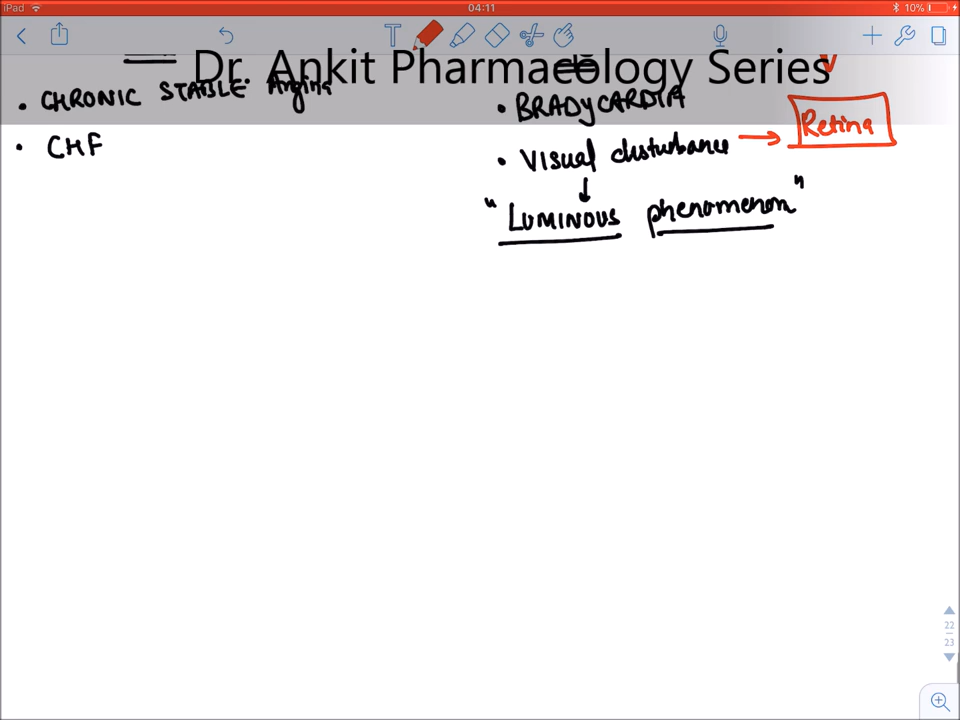 iPad 04:11 10%
T
Dr. Ankit Pharmacology Series
• CHRONIC STABLE Angina
• CHF
• BRADYCARDIA
• Visual disturbance → Retina
"LUMINOUS phenomenon"
22
23